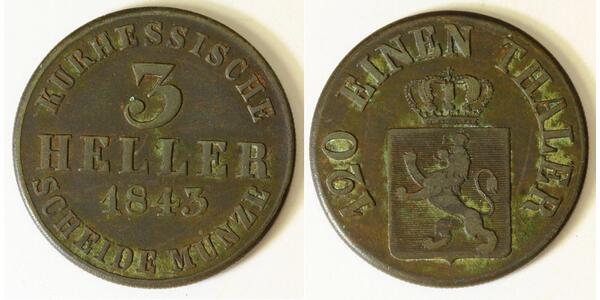 KURHESSISCHE
3
HELLER
1843
SCHEIDE MÜNZE
120 EINEN THALER